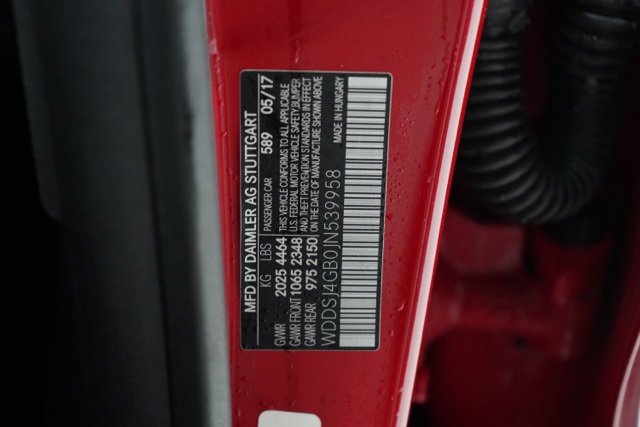 MFD BY DAIMLER AG STUTTGART
KG LBS PASSENGER CAR 589 05/17
GVWR 2025 4464 THIS VEHICLE CONFORMS TO ALL APPLICABLE
GAWR FRONT 1065 2348 U.S. FEDERAL MOTOR VEHICLE SAFETY, BUMPER
GAWR REAR 975 2150 AND THEFT PREVENTION STANDARDS IN EFFECT
ON THE DATE OF MANUFACTURE SHOWN ABOVE
WDDSJ4GB0JN539958 MADE IN HUNGARY